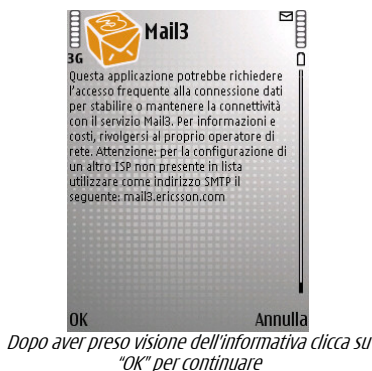 Mail3
3G
Questa applicazione potrebbe richiedere
l'accesso frequente alla connessione dati
per stabilire o mantenere la connettività
con il servizio Mail3. Per informazioni e
costi, rivolgersi al proprio operatore di
rete. Attenzione: per la configurazione di
un altro ISP non presente in lista
utilizzare come indirizzo SMTP il
seguente: mail3.ericsson.com
OK Annulla
Dopo aver preso visione dell'informativa clicca su
"OK" per continuare